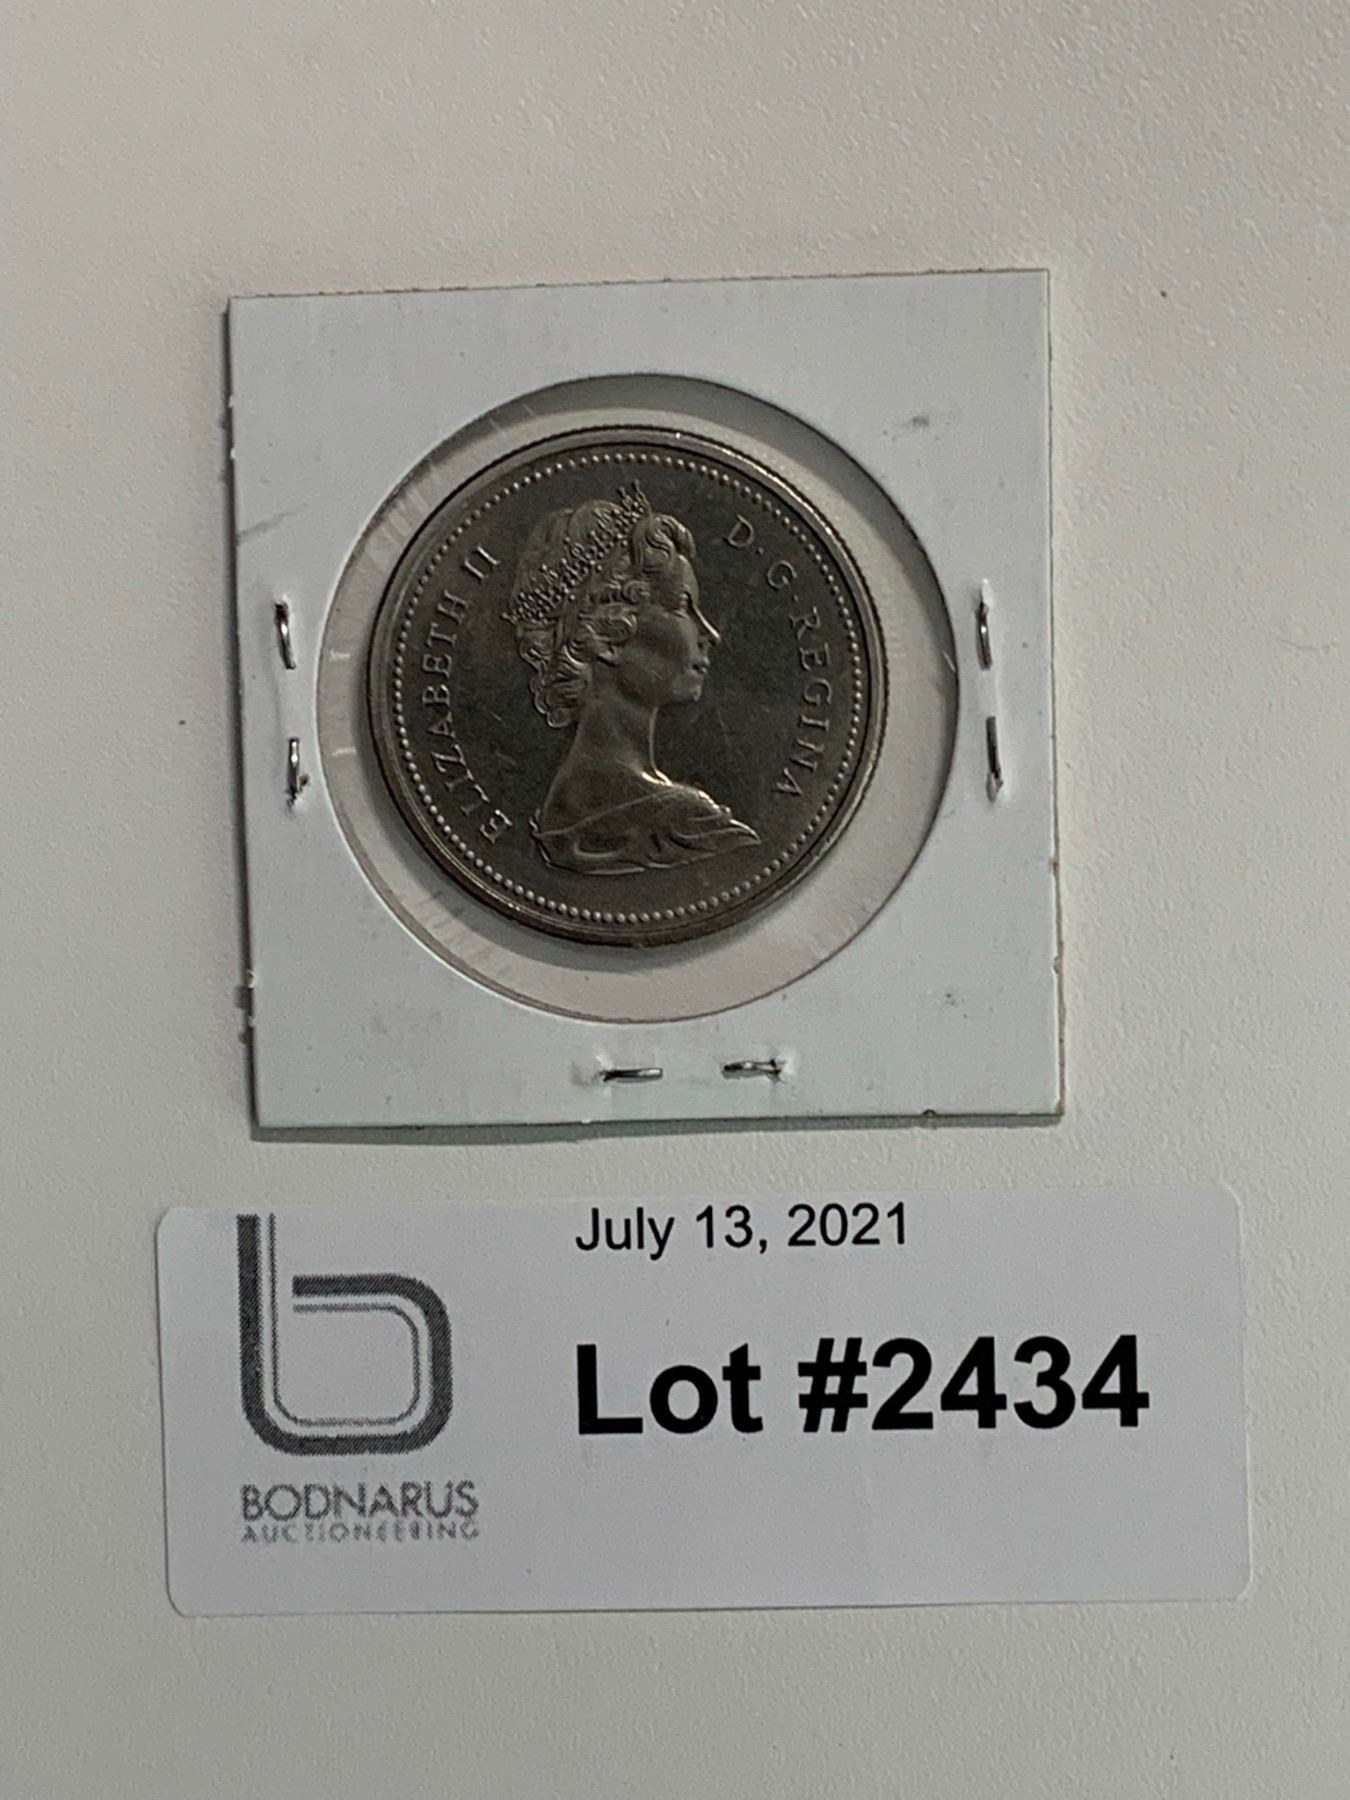 ELIZABETH II D·G·REGINA
July 13, 2021
Lot #2434
BODNARUS
AUCTIONEERING